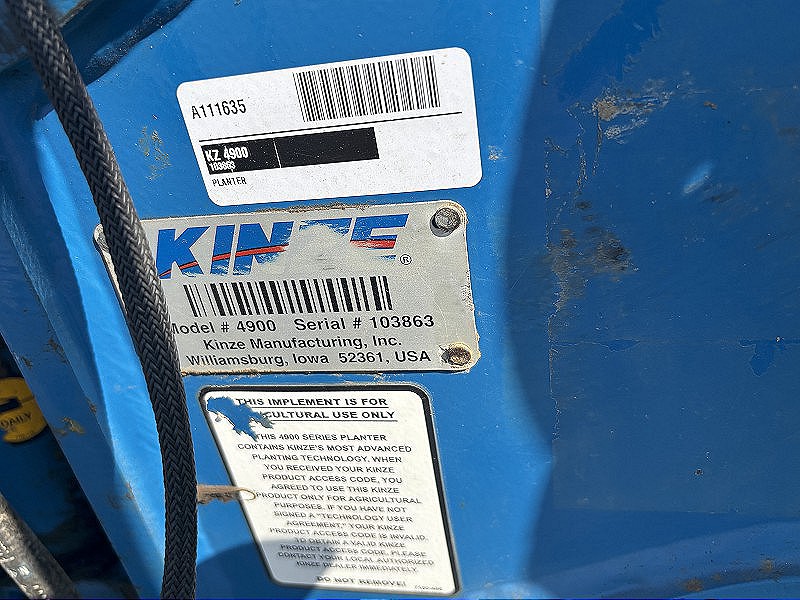 A111635
KZ 4900
103863
PLANTER
KINZE ®
Model # 4900 Serial # 103863
Kinze Manufacturing, Inc.
Williamsburg, Iowa 52361, USA
THIS IMPLEMENT IS FOR
CULTURAL USE ONLY
THIS 4900 SERIES PLANTER
CONTAINS KINZE'S MOST ADVANCED
PLANTING TECHNOLOGY. WHEN
YOU RECEIVED YOUR KINZE
PRODUCT ACCESS CODE, YOU
AGREED TO USE THIS KINZE
PRODUCT ONLY FOR AGRICULTURAL
PURPOSES. IF YOU HAVE NOT
SIGNED A "TECHNOLOGY USER
AGREEMENT," YOUR KINZE
PRODUCT ACCESS CODE IS INVALID.
TO OBTAIN A VALID KINZE
PRODUCT ACCESS CODE, PLEASE
CONTACT YOUR LOCAL AUTHORIZED
KINZE DEALER IMMEDIATELY.
DO NOT REMOVE!
DAILY